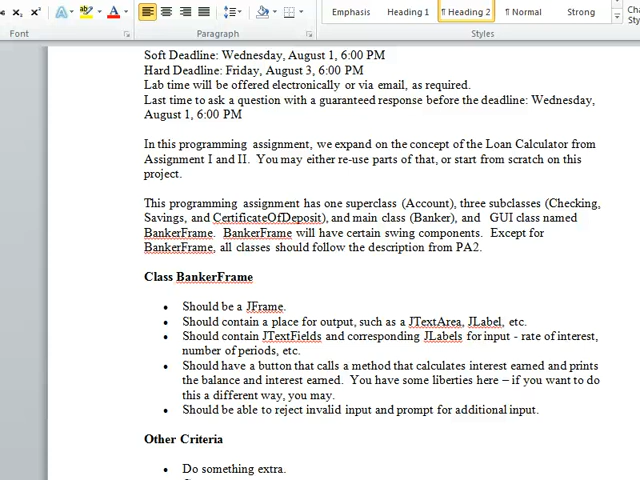 Emphasis
Heading 1
¶ Heading 2
¶ Normal
Strong
Font
Paragraph
Styles
Soft Deadline: Wednesday, August 1, 6:00 PM
Hard Deadline: Friday, August 3, 6:00 PM
Lab time will be offered electronically or via email, as required.
Last time to ask a question with a guaranteed response before the deadline: Wednesday,
August 1, 6:00 PM
In this programming assignment, we expand on the concept of the Loan Calculator from
Assignment I and II. You may either re-use parts of that, or start from scratch on this
project.
This programming assignment has one superclass (Account), three subclasses (Checking,
Savings, and CertificateOfDeposit), and main class (Banker), and GUI class named
BankerFrame. BankerFrame will have certain swing components. Except for
BankerFrame, all classes should follow the description from PA2.
Class BankerFrame
• Should be a JFrame.
• Should contain a place for output, such as a JTextArea, JLabel, etc.
• Should contain JTextFields and corresponding JLabels for input - rate of interest,
number of periods, etc.
• Should have a button that calls a method that calculates interest earned and prints
the balance and interest earned. You have some liberties here – if you want to do
this a different way, you may.
• Should be able to reject invalid input and prompt for additional input.
Other Criteria
• Do something extra.